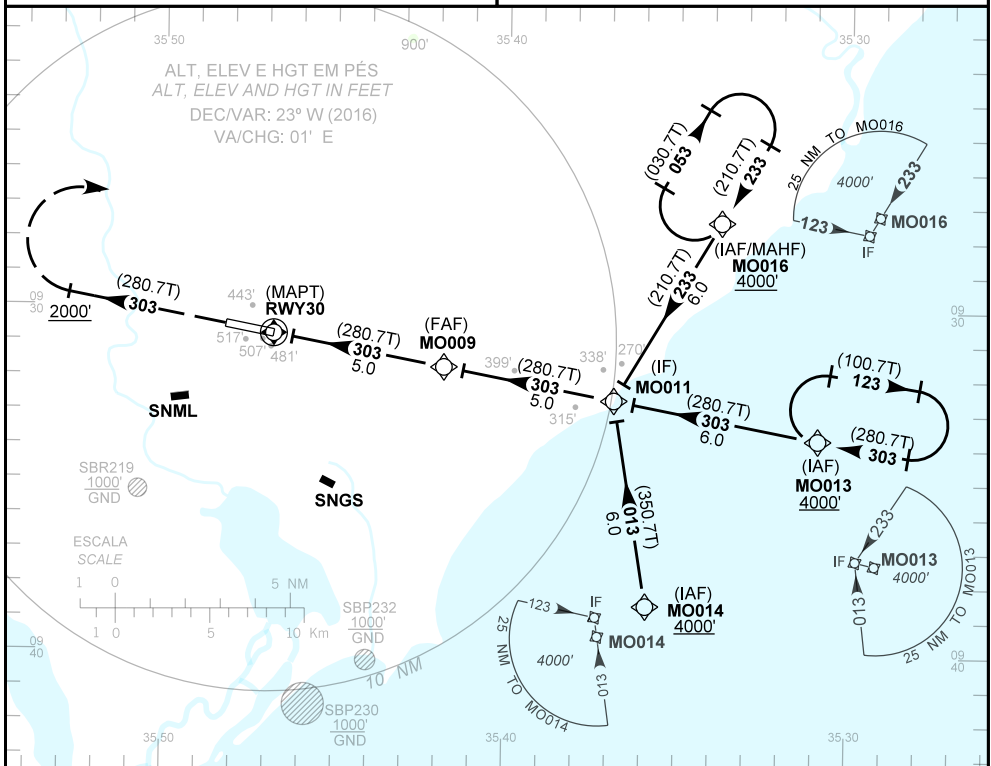 35 50
900'
35 40
35 30
ALT, ELEV E HGT EM PÉS
ALT, ELEV AND HGT IN FEET
DEC/VAR: 23º W (2016)
VA/CHG: 01' E
(030.7T)
053
(210.7T)
233
25 NM TO MO016
4000'
233
123
MO016
IF
(IAF/MAHF)
MO016
4000'
(210.7T)
233
6.0
09
30
2000'
(280.7T)
303
443'
(MAPT)
RWY30
517'
507'
481'
(280.7T)
303
5.0
(FAF)
MO009
399'
338'
270'
(280.7T)
303
5.0
315'
(IF)
MO011
09
30
(280.7T)
303
6.0
(100.7T)
123
(280.7T)
303
(IAF)
MO013
4000'
SNML
SBR219
1000'
GND
SNGS
(350.7T)
013
6.0
233
IF
MO013
4000'
013
25 NM TO MO013
ESCALA
SCALE
1 0 5 NM
1 0 5 10 Km
SBP232
1000'
GND
(IAF)
MO014
4000'
123
IF
MO014
4000'
013
25 NM TO MO014
09
40
09
40
10 NM
SBP230
1000'
GND
35 50
35 40
35 30